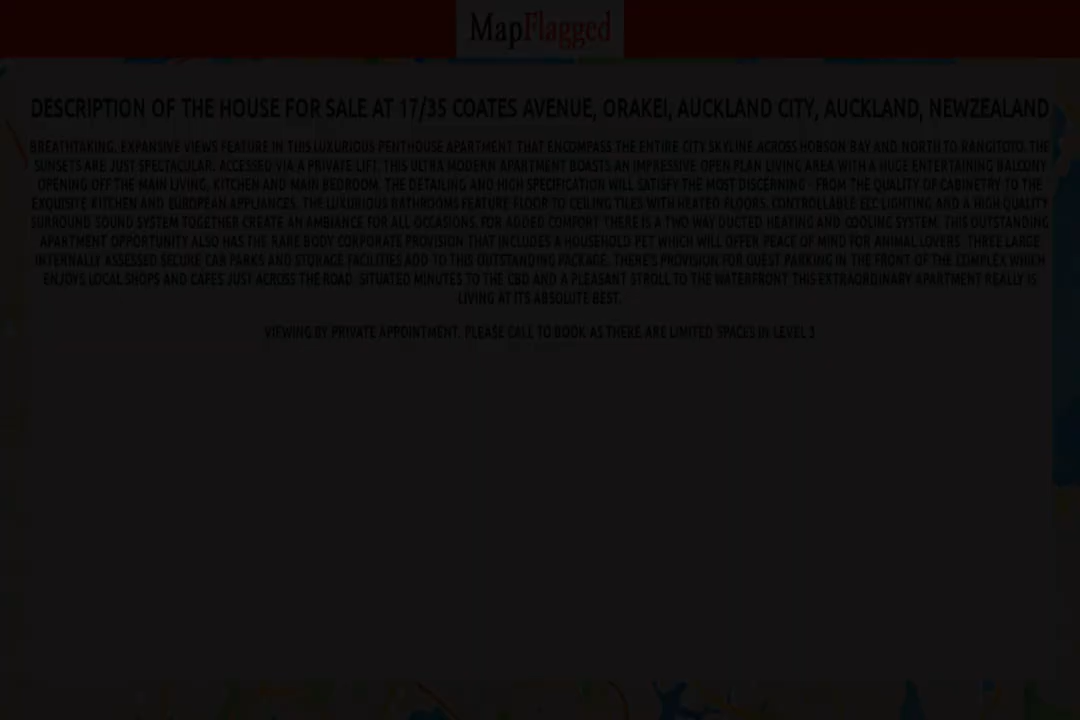 MapFlagged
DESCRIPTION OF THE HOUSE FOR SALE AT 17/35 COATES AVENUE, ORAKEI, AUCKLAND CITY, AUCKLAND, NEWZEALAND
BREATHTAKING, EXPANSIVE VIEWS FEATURE IN THIS LUXURIOUS PENTHOUSE APARTMENT THAT ENCOMPASS THE ENTIRE CITY SKYLINE ACROSS HOBSON BAY AND NORTH TO RANGITOTO. THE
SUNSETS ARE JUST SPECTACULAR. ACCESSED VIA A PRIVATE LIFT, THIS ULTRA MODERN APARTMENT BOASTS AN IMPRESSIVE OPEN PLAN LIVING AREA WITH A HUGE ENTERTAINING BALCONY
OPENING OFF THE MAIN LIVING, KITCHEN AND MAIN BEDROOM. THE DETAILING AND HIGH SPECIFICATION WILL SATISFY THE MOST DISCERNING - FROM THE QUALITY OF CABINETRY TO THE
EXQUISITE KITCHEN AND EUROPEAN APPLIANCES. THE LUXURIOUS BATHROOMS FEATURE FLOOR TO CEILING TILES WITH HEATED FLOORS. CONTROLLABLE ECC LIGHTING AND A HIGH QUALITY
SURROUND SOUND SYSTEM TOGETHER CREATE AN AMBIANCE FOR ALL OCCASIONS. FOR ADDED COMFORT THERE IS A TWO WAY DUCTED HEATING AND COOLING SYSTEM. THIS OUTSTANDING
APARTMENT OPPORTUNITY ALSO HAS THE RARE BODY CORPORATE PROVISION THAT INCLUDES A HOUSEHOLD PET WHICH WILL OFFER PEACE OF MIND FOR ANIMAL LOVERS. THREE LARGE
INTERNALLY ASSESSED SECURE CAR PARKS AND STORAGE FACILITIES ADD TO THIS OUTSTANDING PACKAGE. THERE'S PROVISION FOR GUEST PARKING IN THE FRONT OF THE COMPLEX WHICH
ENJOYS LOCAL SHOPS AND CAFES JUST ACROSS THE ROAD. SITUATED MINUTES TO THE CBD AND A PLEASANT STROLL TO THE WATERFRONT THIS EXTRAORDINARY APARTMENT REALLY IS
LIVING AT ITS ABSOLUTE BEST.
VIEWING BY PRIVATE APPOINTMENT. PLEASE CALL TO BOOK AS THERE ARE LIMITED SPACES IN LEVEL 3